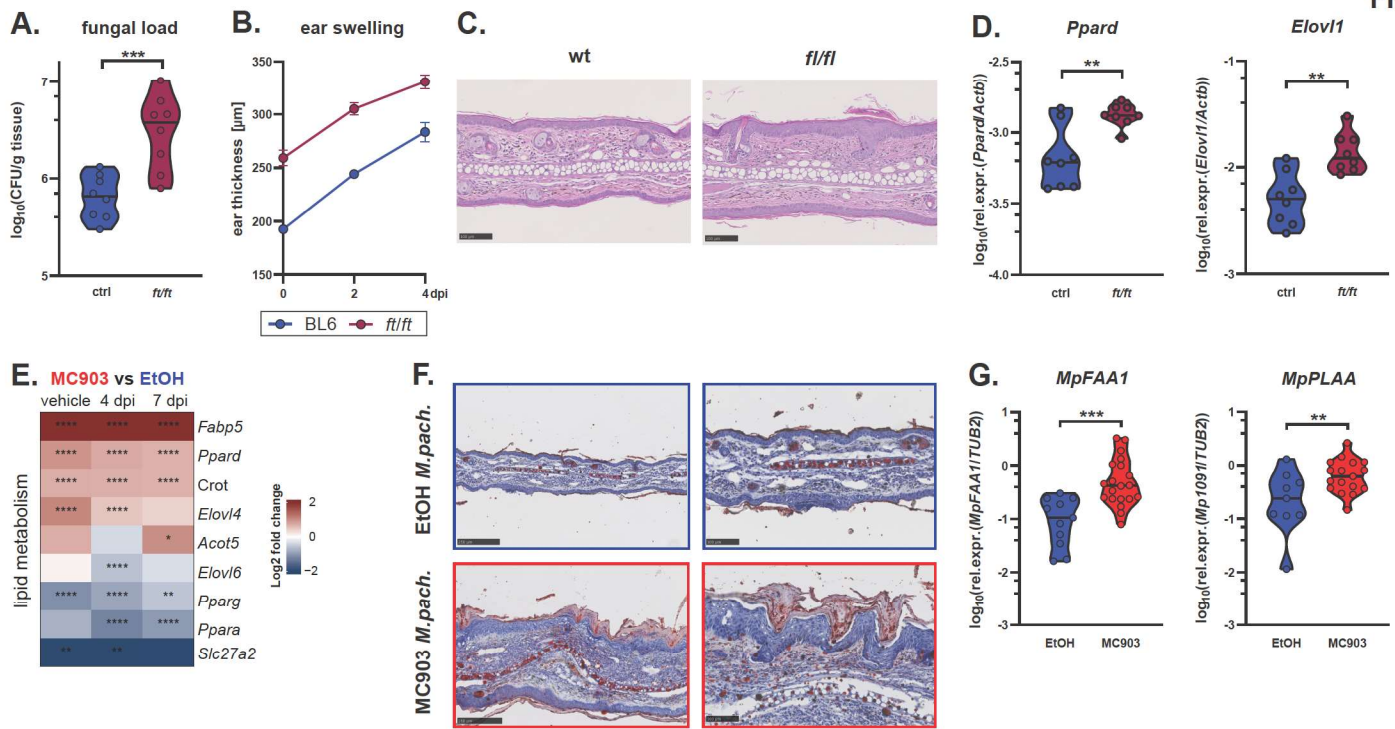 A.
fungal load
***
log10(CFU/g tissue)
7
6
5
ctrl
ft/ft
B.
ear swelling
ear thickness [µm]
350
300
250
200
150
0
2
4 dpi
BL6
ft/ft
C.
wt
fl/fl
D.
Ppard
**
log10(rel.expr.(Ppard/Actb))
-2.5
-3.0
-3.5
-4.0
ctrl
ft/ft
Elovl1
**
log10(rel.expr.(Elovl1/Actb))
-1
-2
-3
ctrl
ft/ft
E.
MC903 vs EtOH
vehicle 4 dpi 7 dpi
lipid metabolism
**** **** **** Fabp5
**** **** **** Ppard
**** **** **** Crot
**** **** Elovl4
* Acot5
**** Elovl6
**** **** ** Pparg
**** **** Ppara
** ** Slc27a2
Log2 fold change
2
1
0
−1
−2
F.
EtOH M.pach.
MC903 M.pach.
G.
MpFAA1
***
log10(rel.expr.(MpFAA1/TUB2))
1
0
-1
-2
-3
EtOH
MC903
MpPLAA
**
log10(rel.expr.(Mp1091/TUB2))
1
0
-1
-2
-3
EtOH
MC903